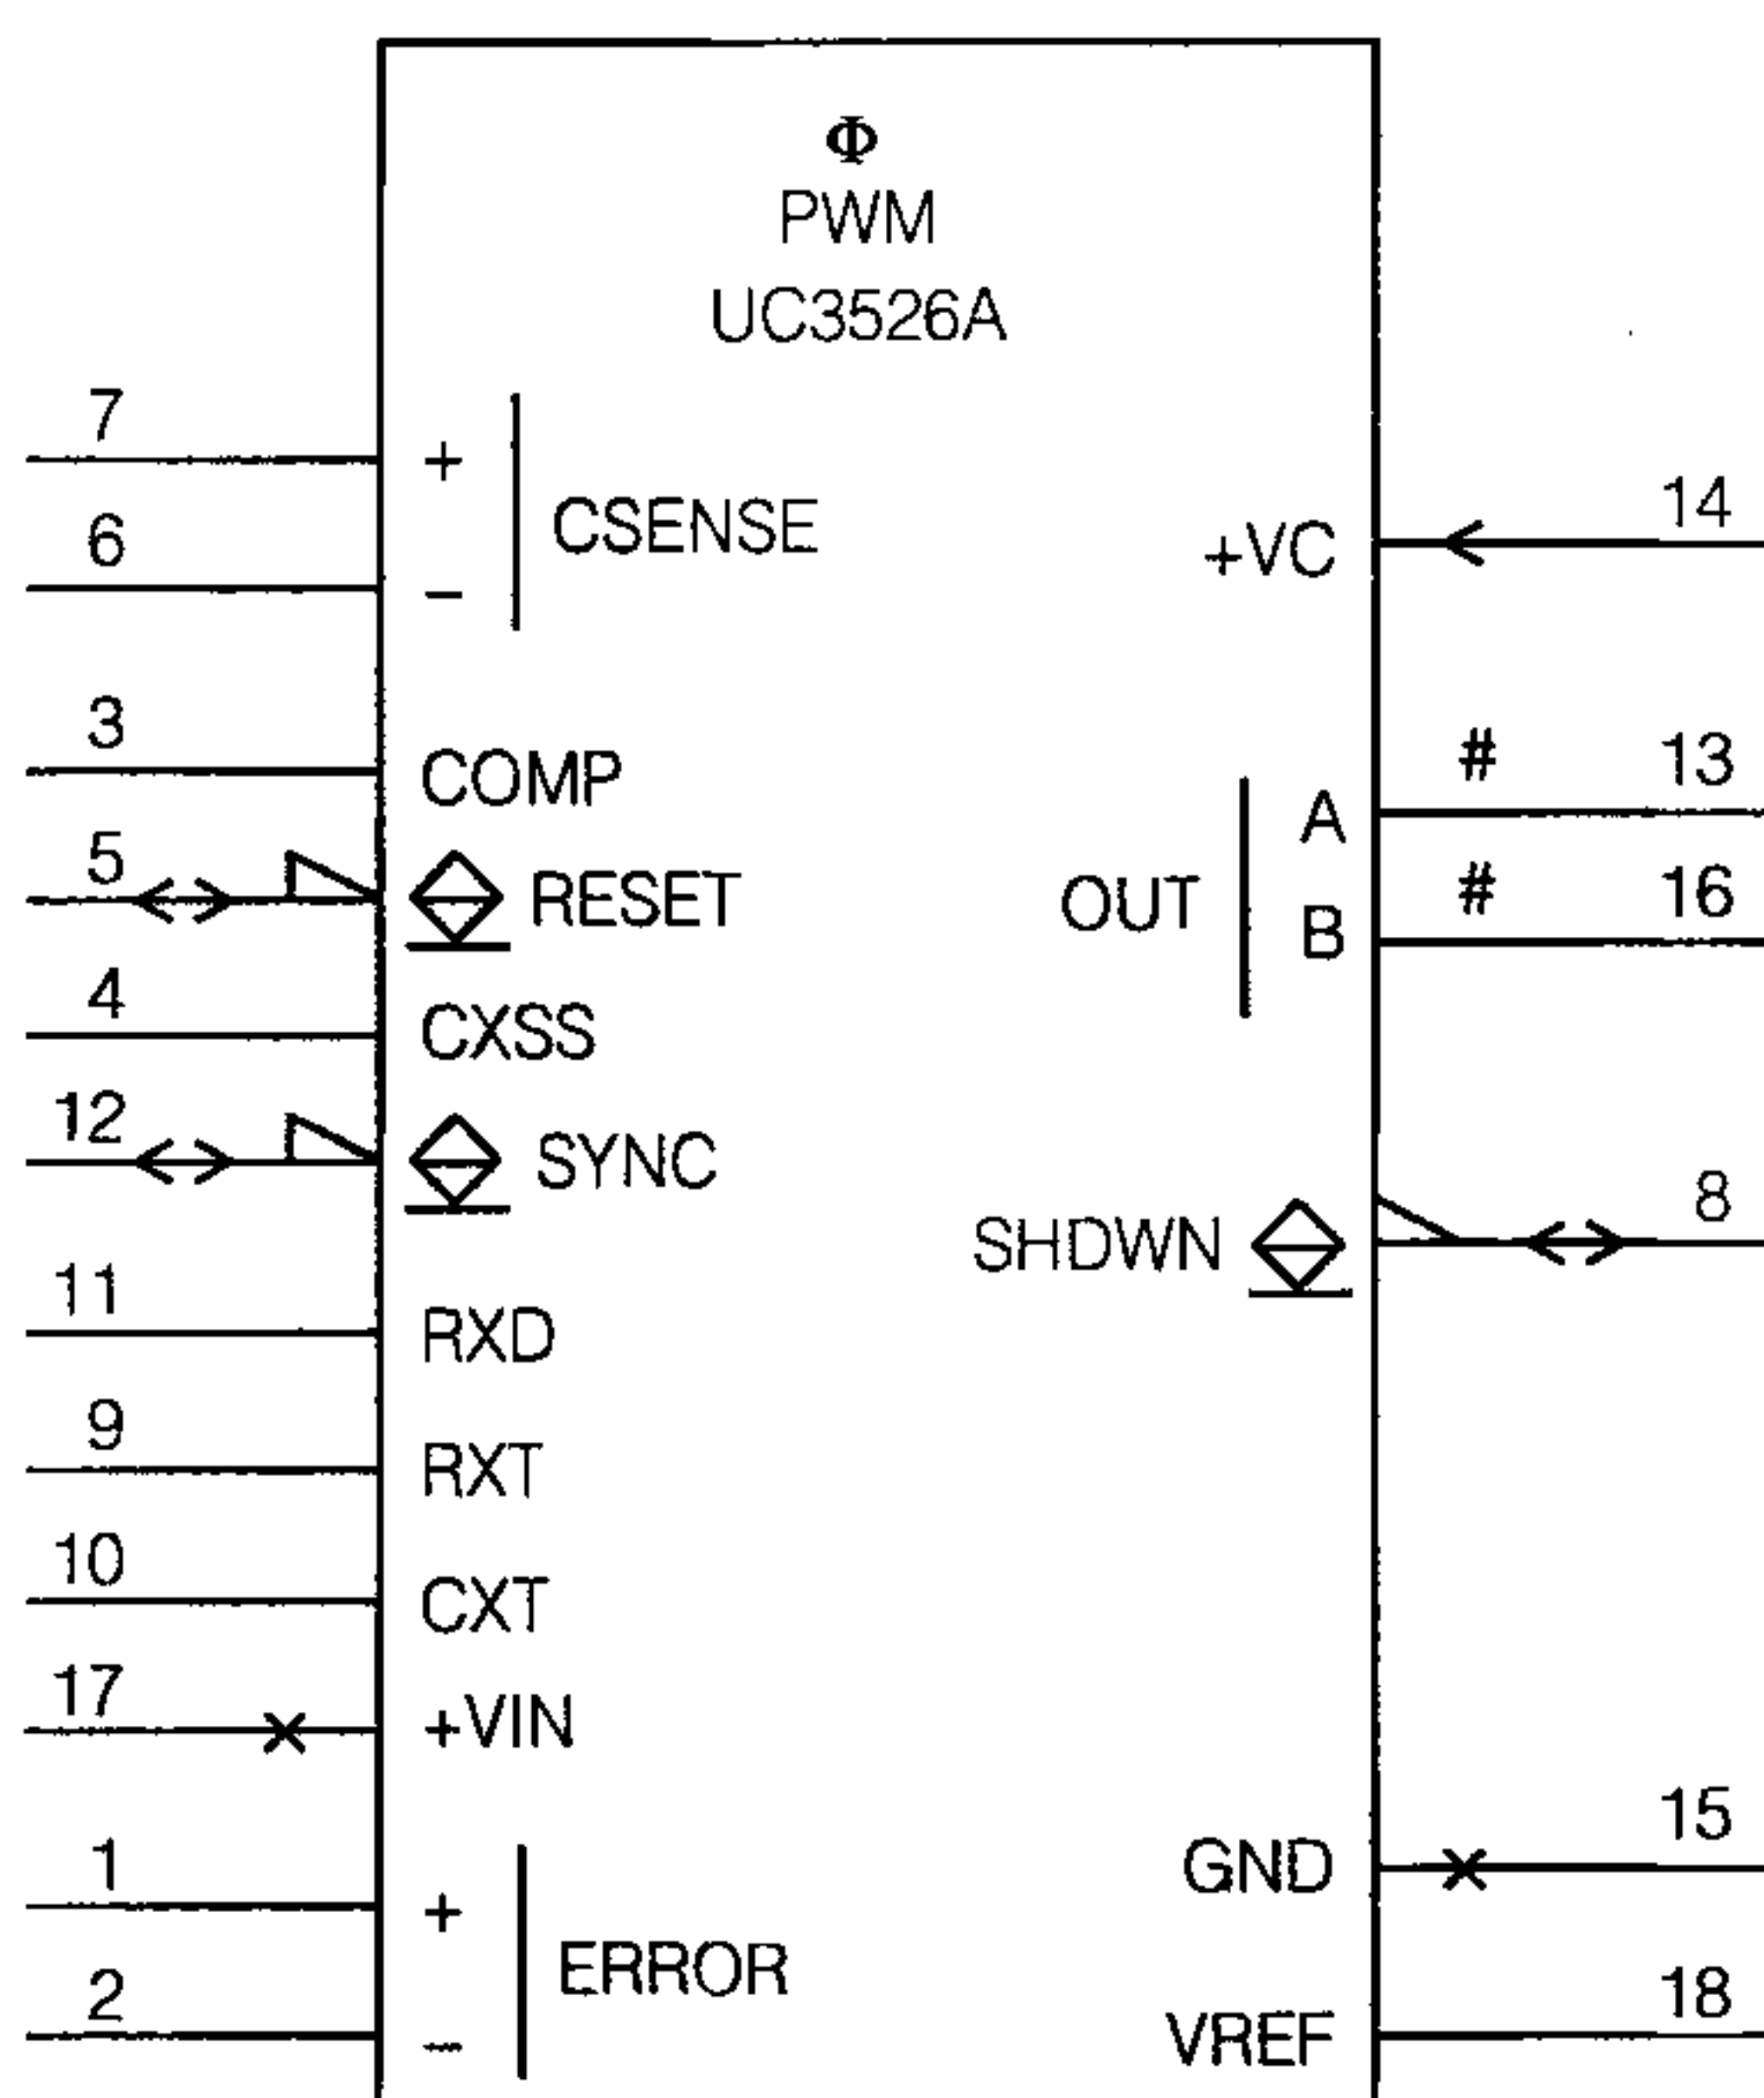 Φ
PWM
UC3526A
7
+
CSENSE
6
−
+VC
14
3
COMP
A
#
13
5
RESET
OUT
B
#
16
4
CXSS
12
SYNC
SHDWN
8
11
RXD
9
RXT
10
CXT
17
+VIN
1
+
GND
15
ERROR
2
−
VREF
18